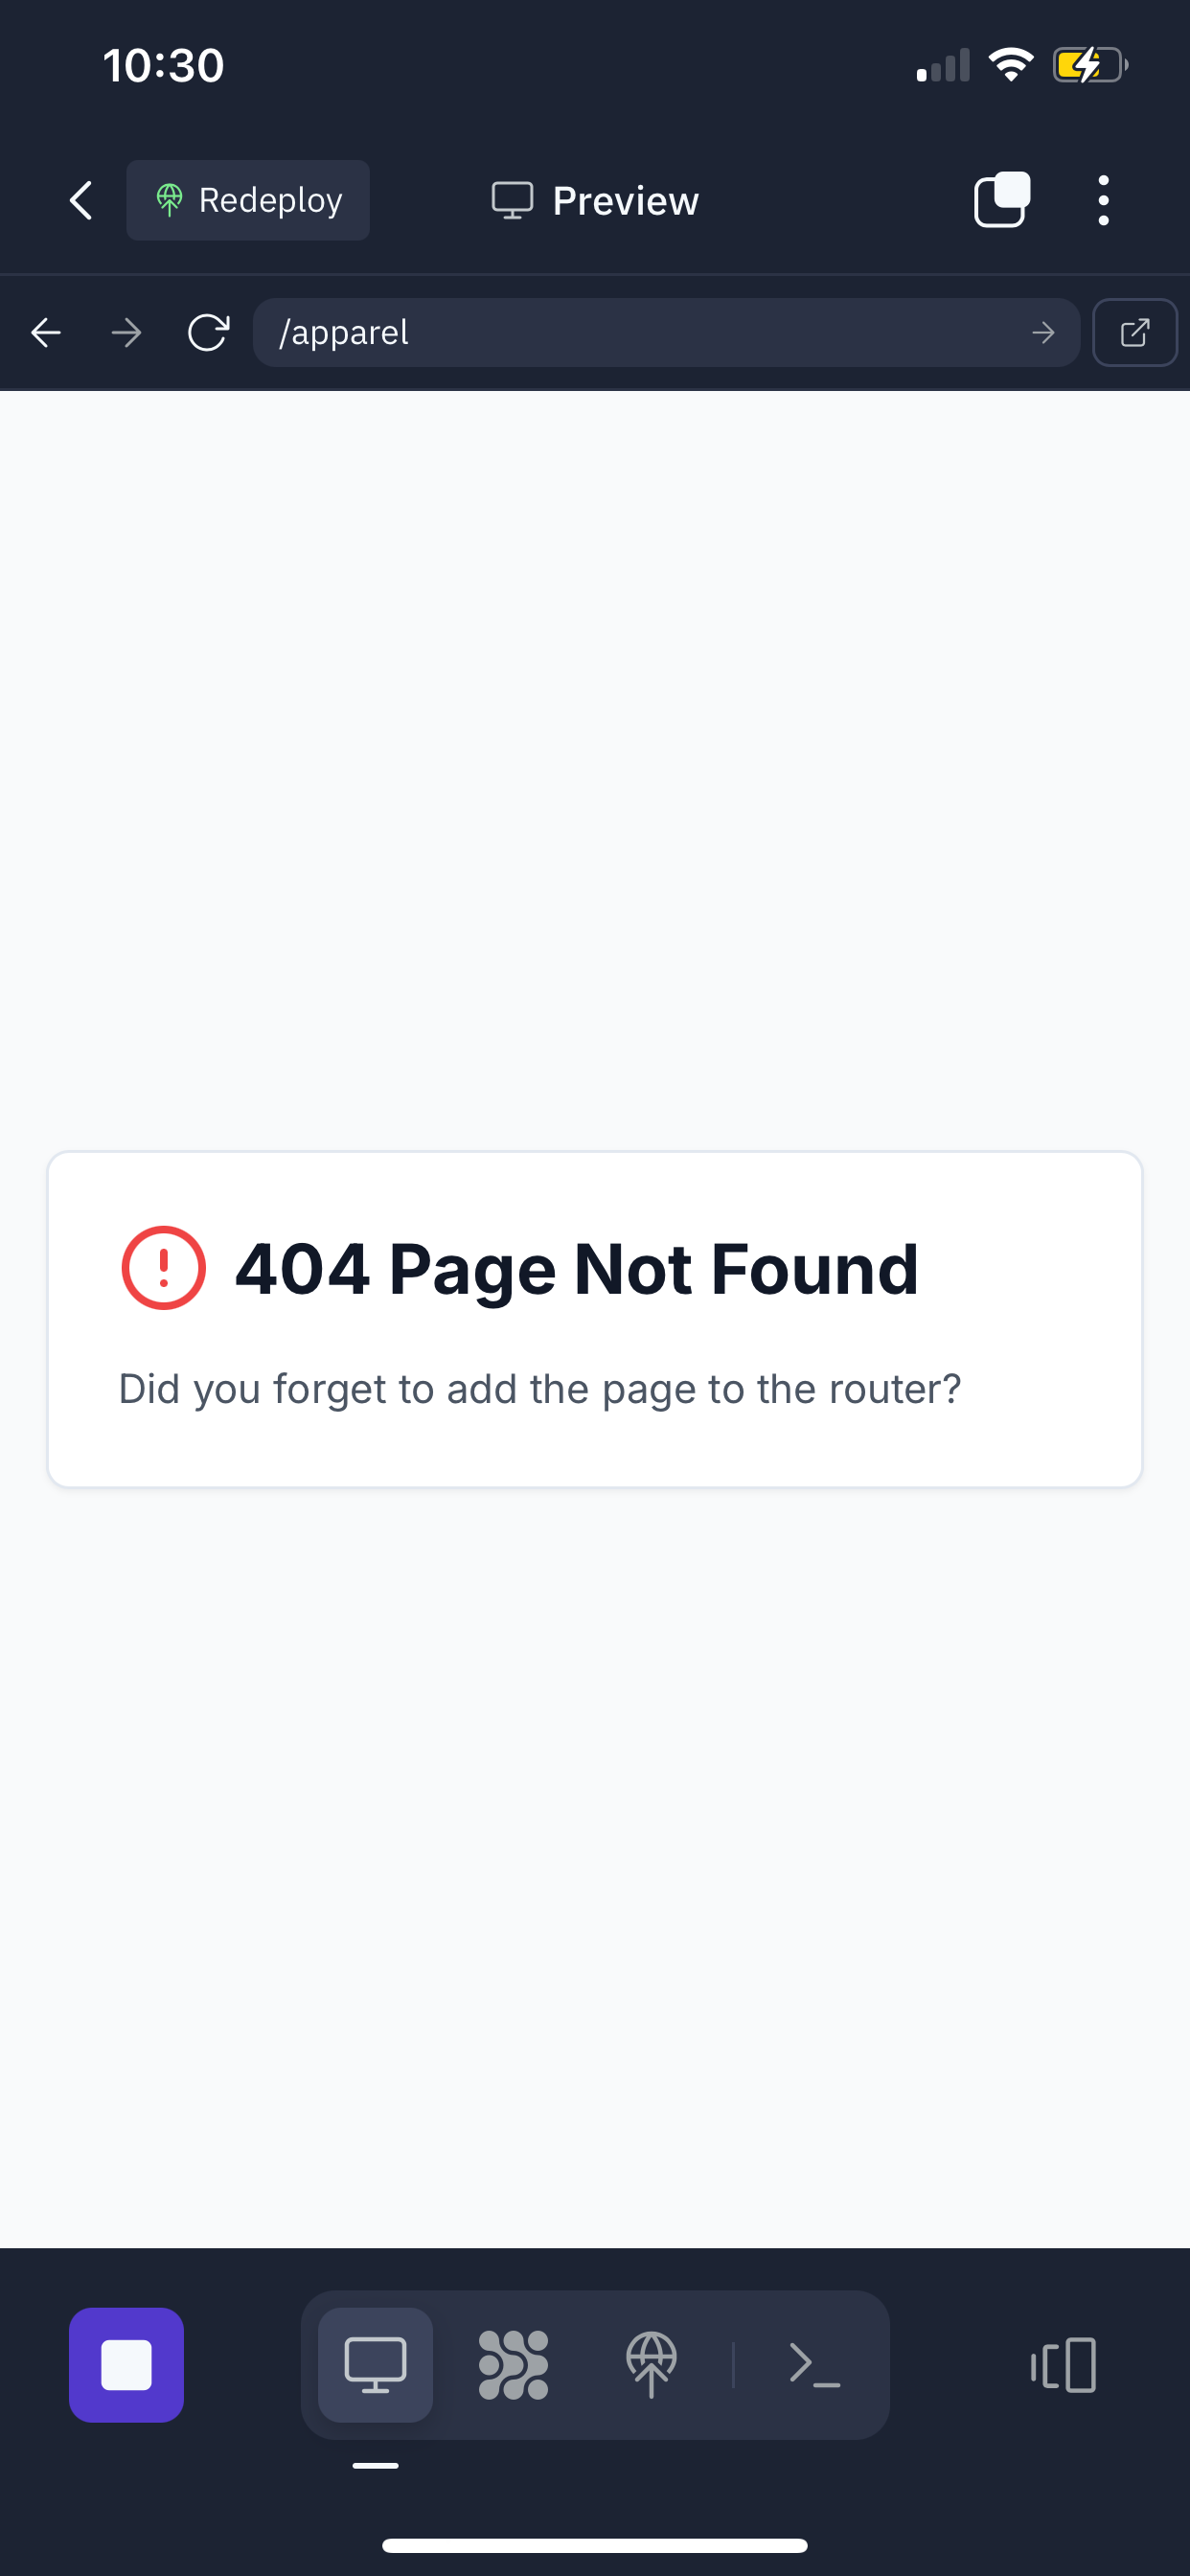 10:30
Redeploy
Preview
/apparel
404 Page Not Found
Did you forget to add the page to the router?